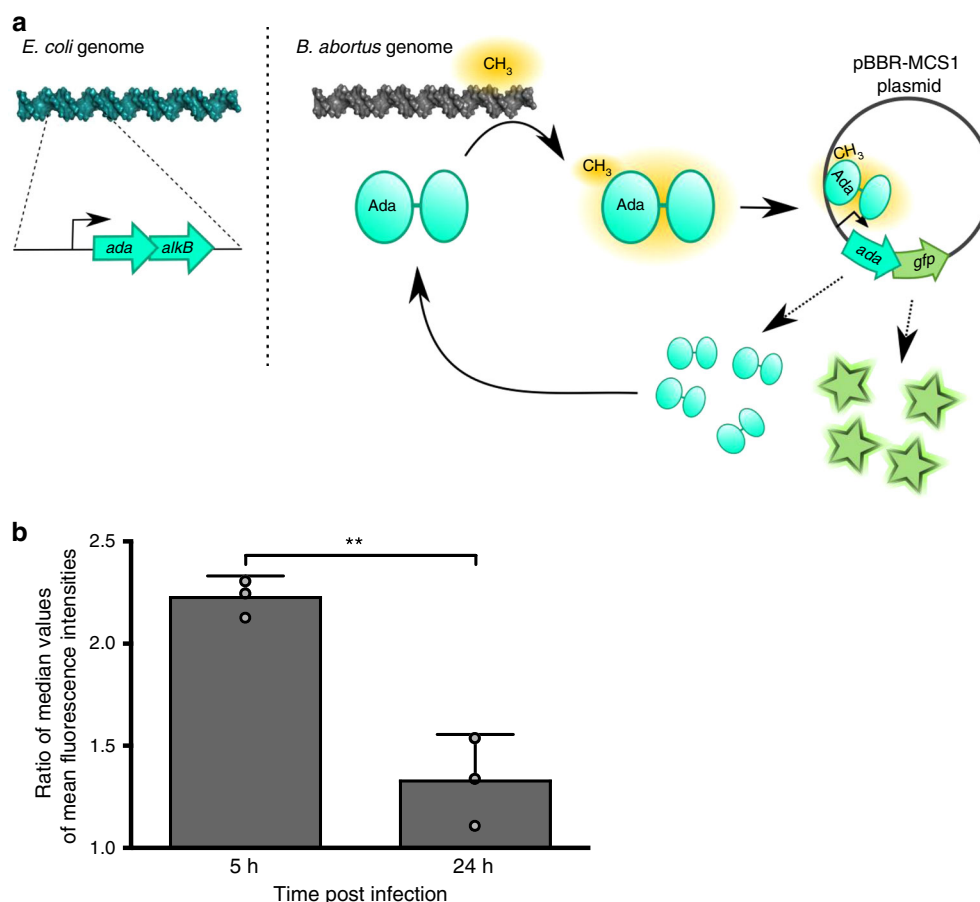 a
E. coli genome
B. abortus genome
CH3
pBBR-MCS1
plasmid
CH3
CH3
Ada
Ada
Ada
ada
alkB
ada
gfp
b
**
Ratio of median values
of mean fluorescence intensities
2.5
2.0
1.5
1.0
5 h
24 h
Time post infection